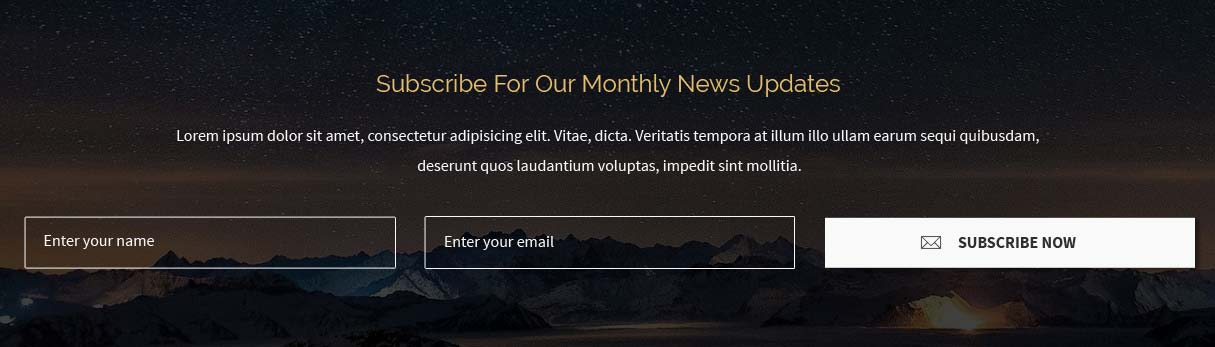 Subscribe For Our Monthly News Updates
Lorem ipsum dolor sit amet, consectetur adipisicing elit. Vitae, dicta. Veritatis tempora at illum illo ullam earum sequi quibusdam,
deserunt quos laudantium voluptas, impedit sint mollitia.
Enter your name
Enter your email
SUBSCRIBE NOW